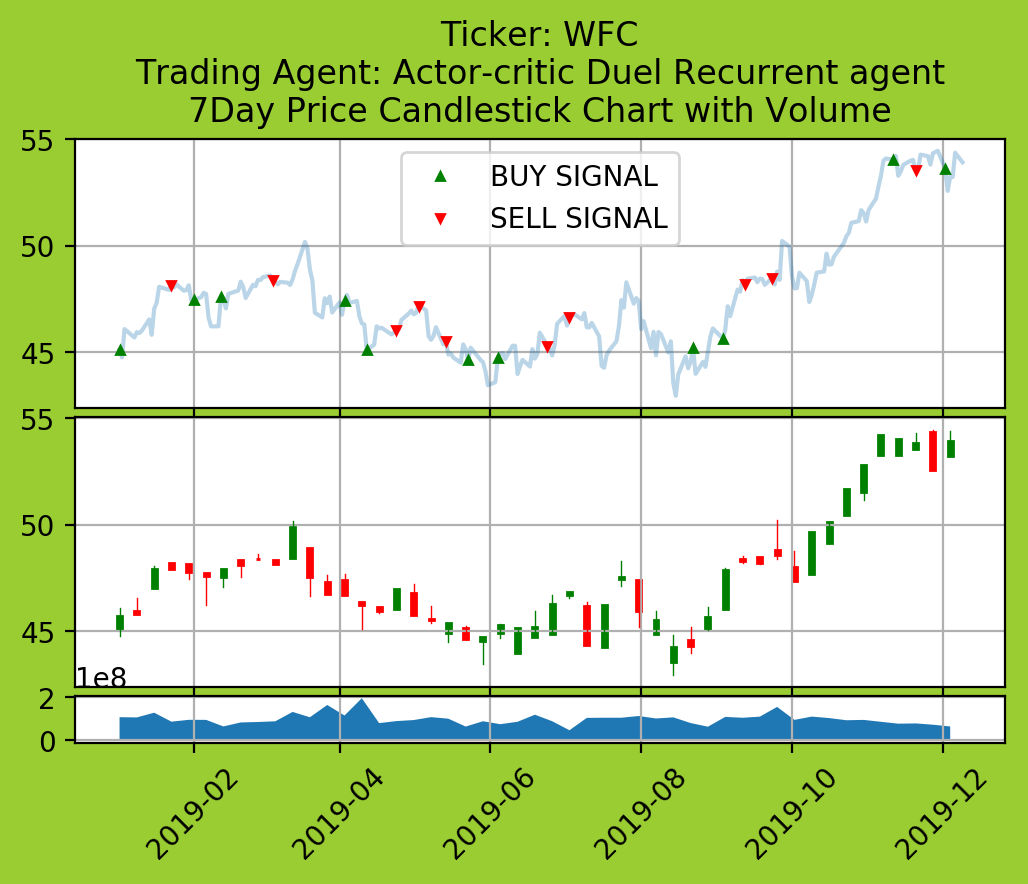 Ticker: WFC
Trading Agent: Actor-critic Duel Recurrent agent
7Day Price Candlestick Chart with Volume
55
BUY SIGNAL
SELL SIGNAL
50
45
55
50
45
1e8
2
0
2019-02
2019-04
2019-06
2019-08
2019-10
2019-12